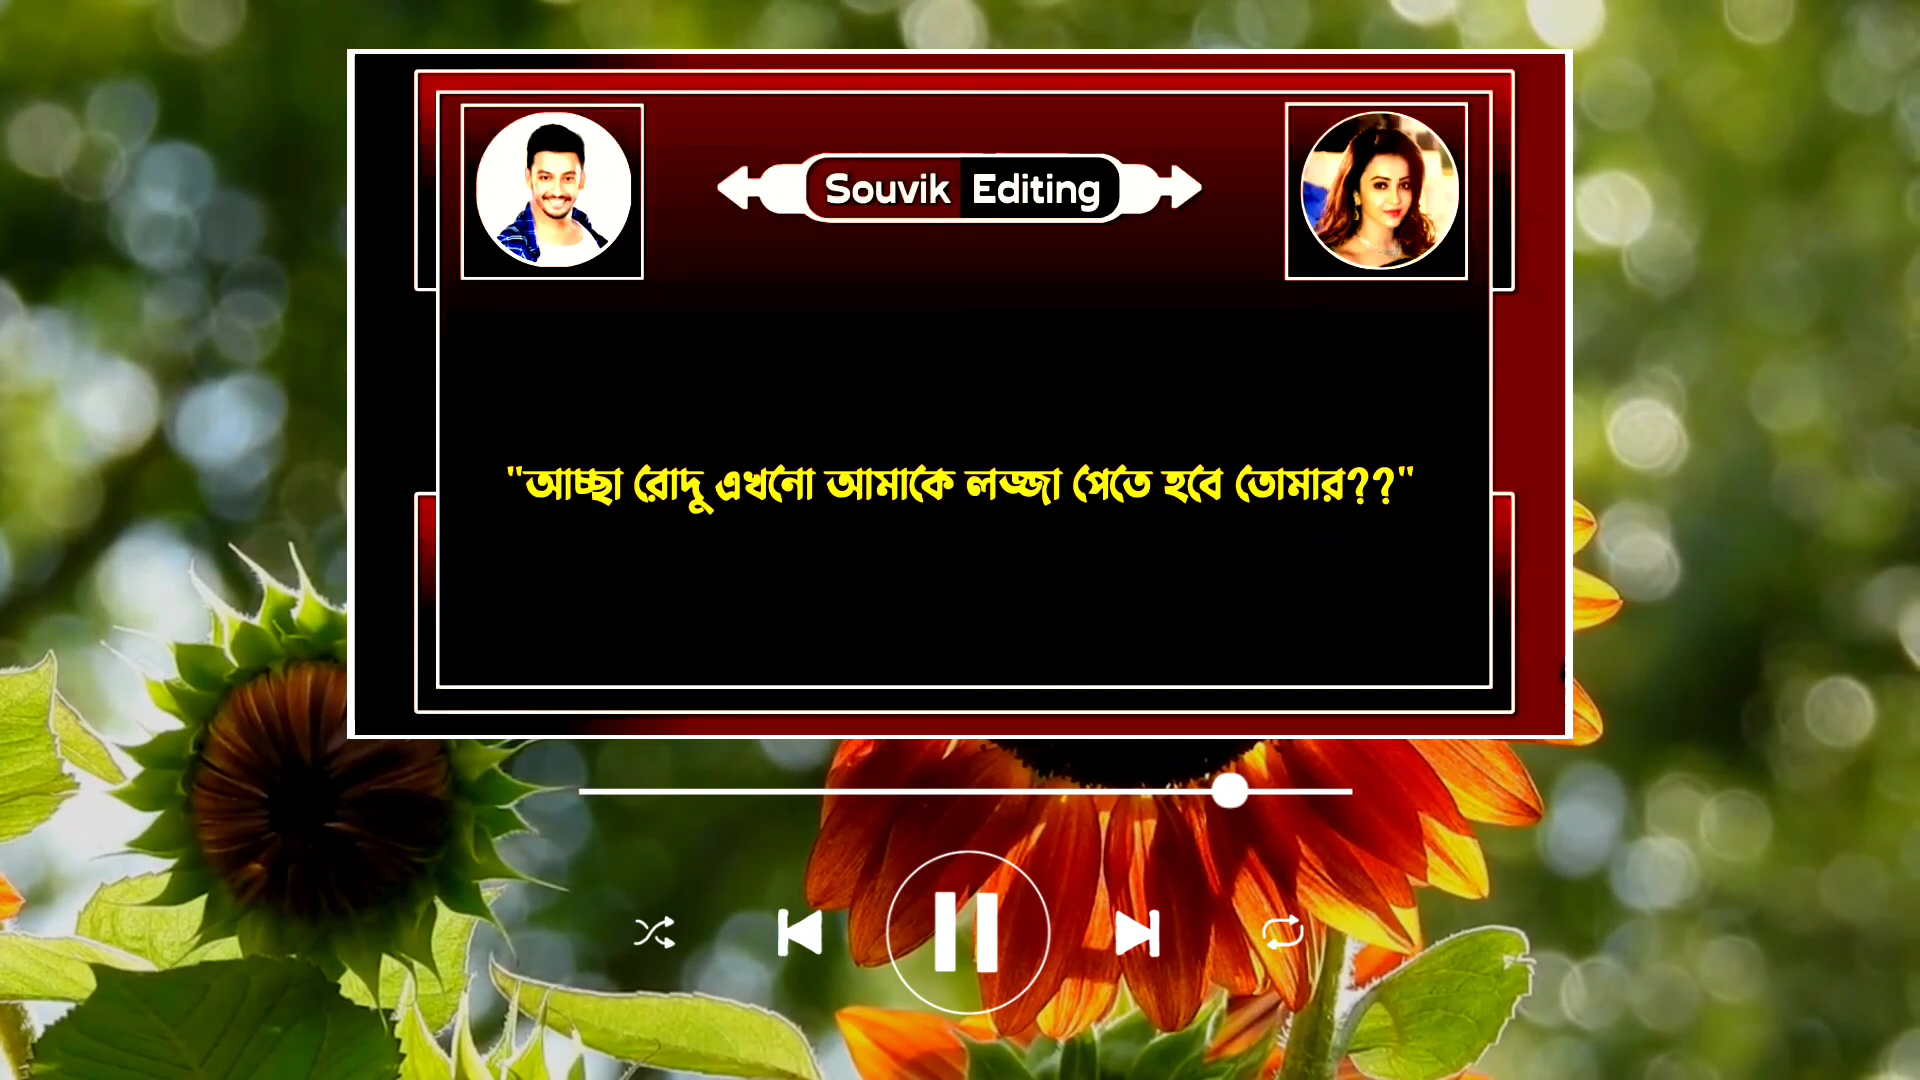 Souvik Editing
"আচ্ছা রোদু এখনো আমাকে লজ্জা পেতে হবে তোমার??"